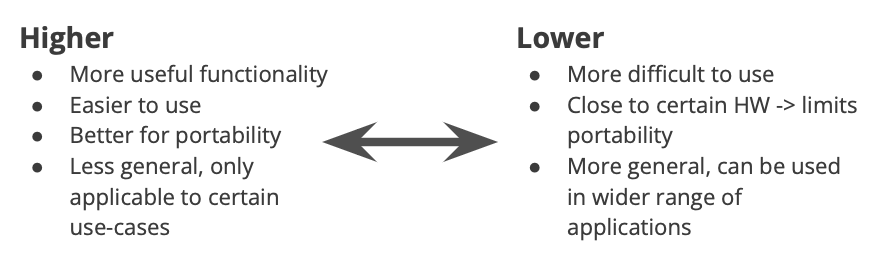 Higher
● More useful functionality
● Easier to use
● Better for portability
● Less general, only
applicable to certain
use-cases
Lower
● More difficult to use
● Close to certain HW -> limits
portability
● More general, can be used
in wider range of
applications